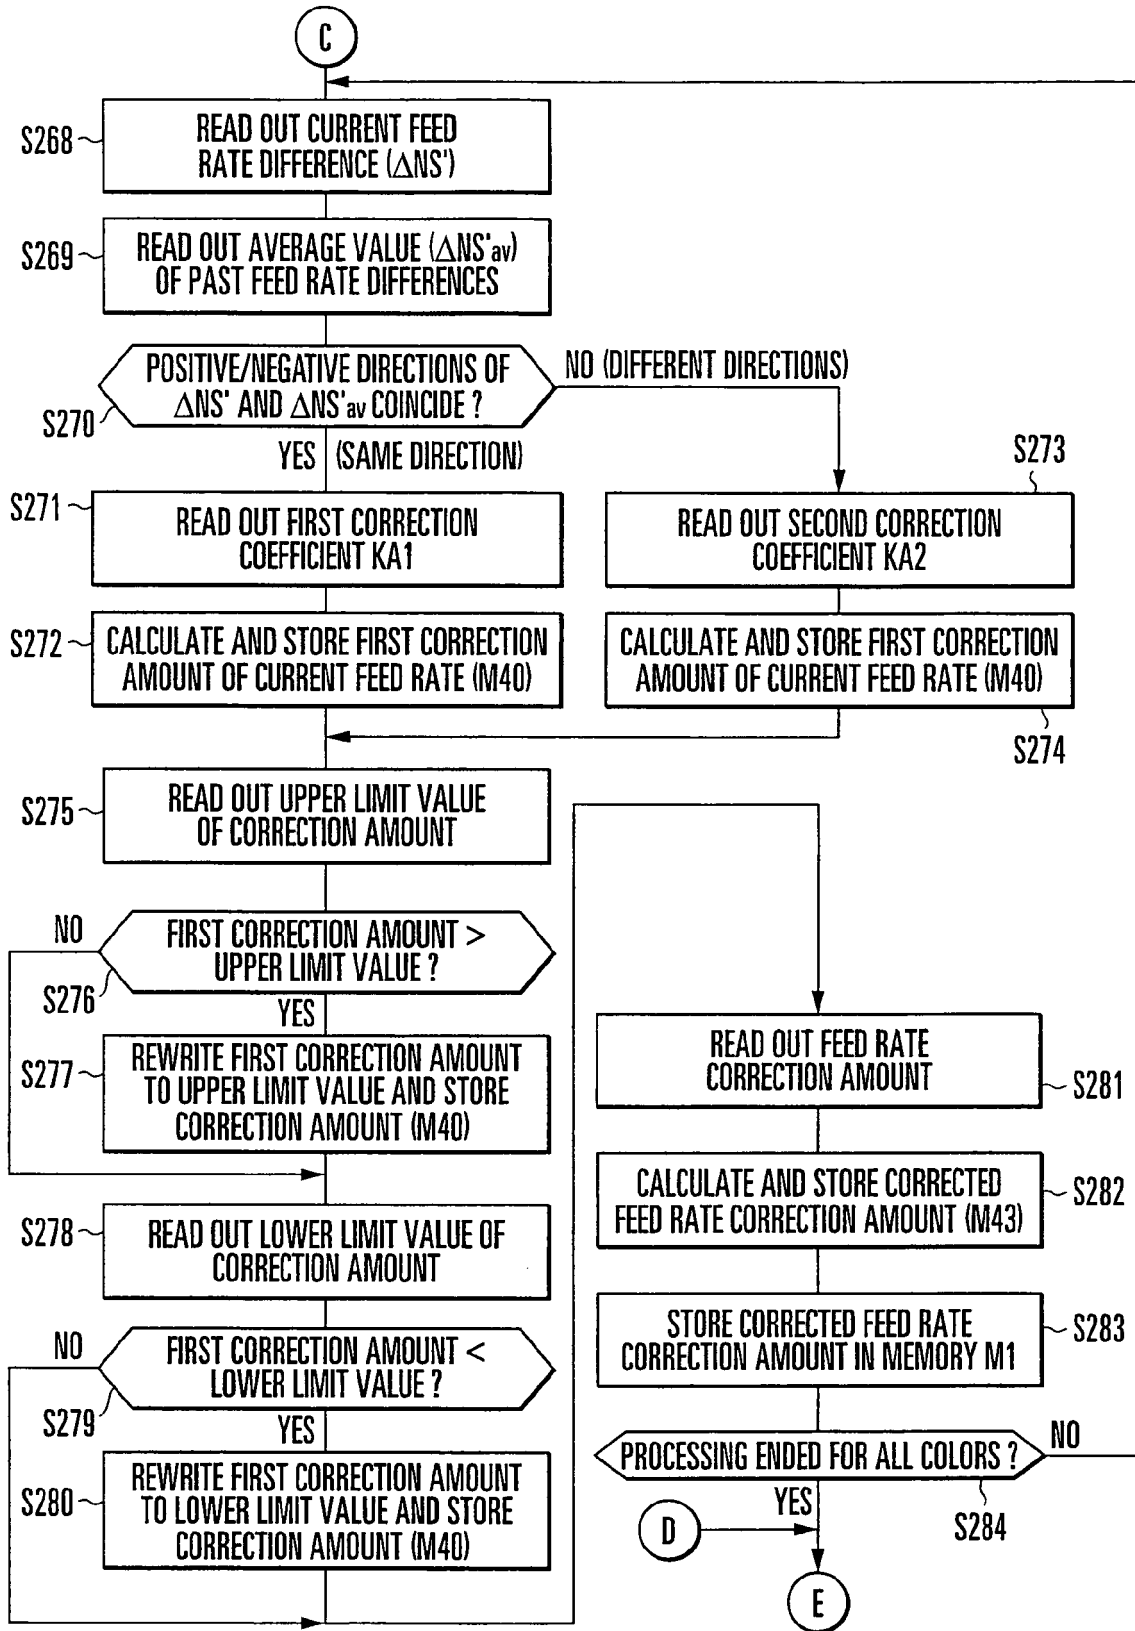 C
S268
READ OUT CURRENT FEED
RATE DIFFERENCE (ΔNS')
S269
READ OUT AVERAGE VALUE (ΔNS'av)
OF PAST FEED RATE DIFFERENCES
POSITIVE/NEGATIVE DIRECTIONS OF
ΔNS' AND ΔNS'av COINCIDE ?
S270
NO (DIFFERENT DIRECTIONS)
YES (SAME DIRECTION)
S271
READ OUT FIRST CORRECTION
COEFFICIENT KA1
S273
READ OUT SECOND CORRECTION
COEFFICIENT KA2
S272
CALCULATE AND STORE FIRST CORRECTION
AMOUNT OF CURRENT FEED RATE (M40)
CALCULATE AND STORE FIRST CORRECTION
AMOUNT OF CURRENT FEED RATE (M40)
S274
S275
READ OUT UPPER LIMIT VALUE
OF CORRECTION AMOUNT
NO
FIRST CORRECTION AMOUNT >
UPPER LIMIT VALUE ?
S276
YES
S277
REWRITE FIRST CORRECTION AMOUNT
TO UPPER LIMIT VALUE AND STORE
CORRECTION AMOUNT (M40)
S278
READ OUT LOWER LIMIT VALUE OF
CORRECTION AMOUNT
NO
FIRST CORRECTION AMOUNT <
LOWER LIMIT VALUE ?
S279
YES
S280
REWRITE FIRST CORRECTION AMOUNT
TO LOWER LIMIT VALUE AND STORE
CORRECTION AMOUNT (M40)
READ OUT FEED RATE
CORRECTION AMOUNT
S281
CALCULATE AND STORE CORRECTED
FEED RATE CORRECTION AMOUNT (M43)
S282
STORE CORRECTED FEED RATE
CORRECTION AMOUNT IN MEMORY M1
S283
PROCESSING ENDED FOR ALL COLORS ?
NO
S284
YES
D
E